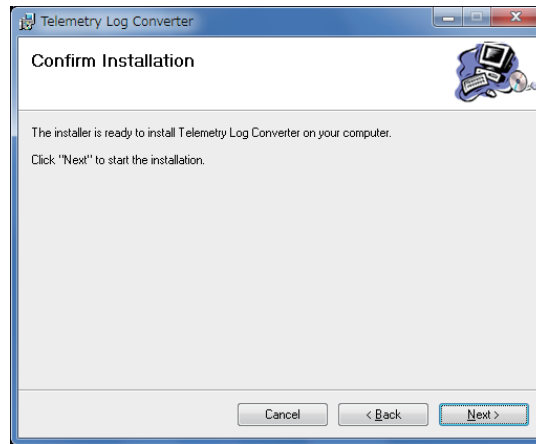 Telemetry Log Converter
Confirm Installation
The installer is ready to install Telemetry Log Converter on your computer.
Click "Next" to start the installation.
Cancel
< Back
Next >